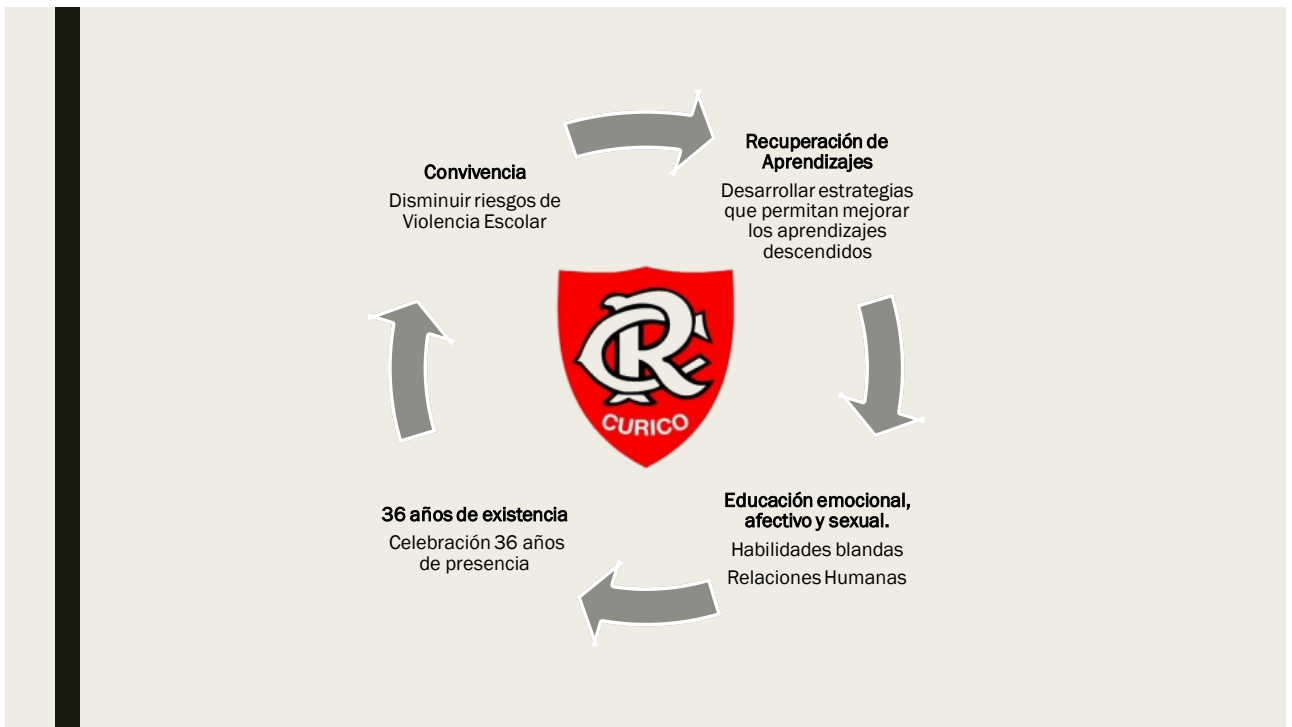 Convivencia
Disminuir riesgos de
Violencia Escolar
Recuperación de
Aprendizajes
Desarrollar estrategias
que permitan mejorar
los aprendizajes
descendidos
CR
CURICO
36 años de existencia
Celebración 36 años
de presencia
Educación emocional,
afectivo y sexual.
Habilidades blandas
Relaciones Humanas